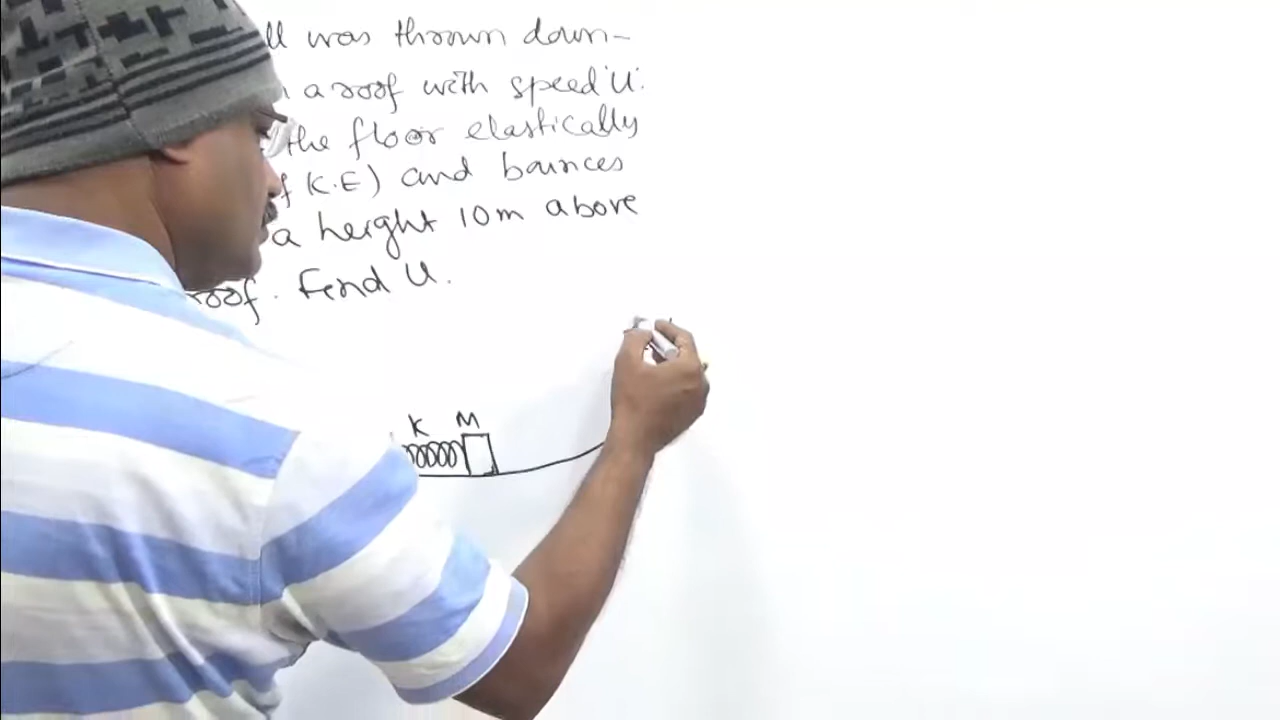 ll was thrown down-
a roof with speed 'u'.
the floor elastically
f K.E) and bounces
a height 10m above
roof. Find u.
K M